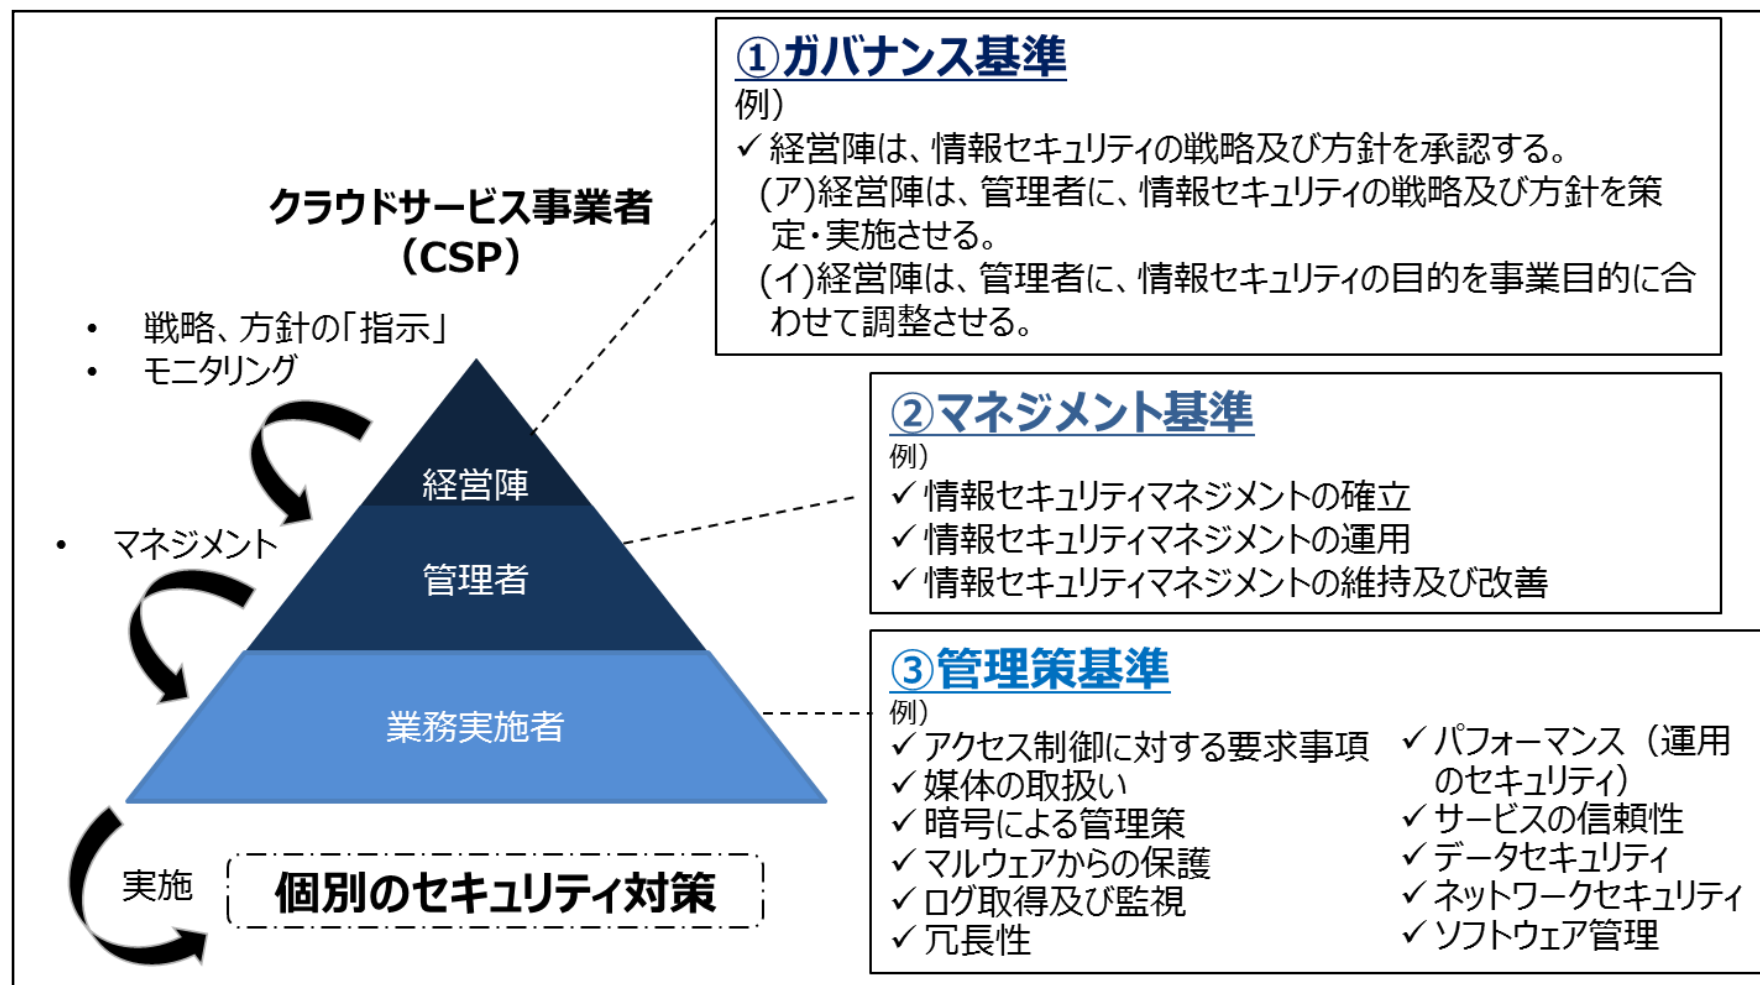 クラウドサービス事業者
（CSP）
• 戦略、方針の「指示」
• モニタリング
• マネジメント
経営陣
管理者
業務実施者
実施
個別のセキュリティ対策
①ガバナンス基準
例）
✓ 経営陣は、情報セキュリティの戦略及び方針を承認する。
(ア)経営陣は、管理者に、情報セキュリティの戦略及び方針を策
定・実施させる。
(イ)経営陣は、管理者に、情報セキュリティの目的を事業目的に合
わせて調整させる。
②マネジメント基準
例）
✓ 情報セキュリティマネジメントの確立
✓ 情報セキュリティマネジメントの運用
✓ 情報セキュリティマネジメントの維持及び改善
③管理策基準
例）
✓ アクセス制御に対する要求事項
✓ 媒体の取扱い
✓ 暗号による管理策
✓ マルウェアからの保護
✓ ログ取得及び監視
✓ 冗長性
✓ パフォーマンス（運用
のセキュリティ）
✓ サービスの信頼性
✓ データセキュリティ
✓ ネットワークセキュリティ
✓ ソフトウェア管理